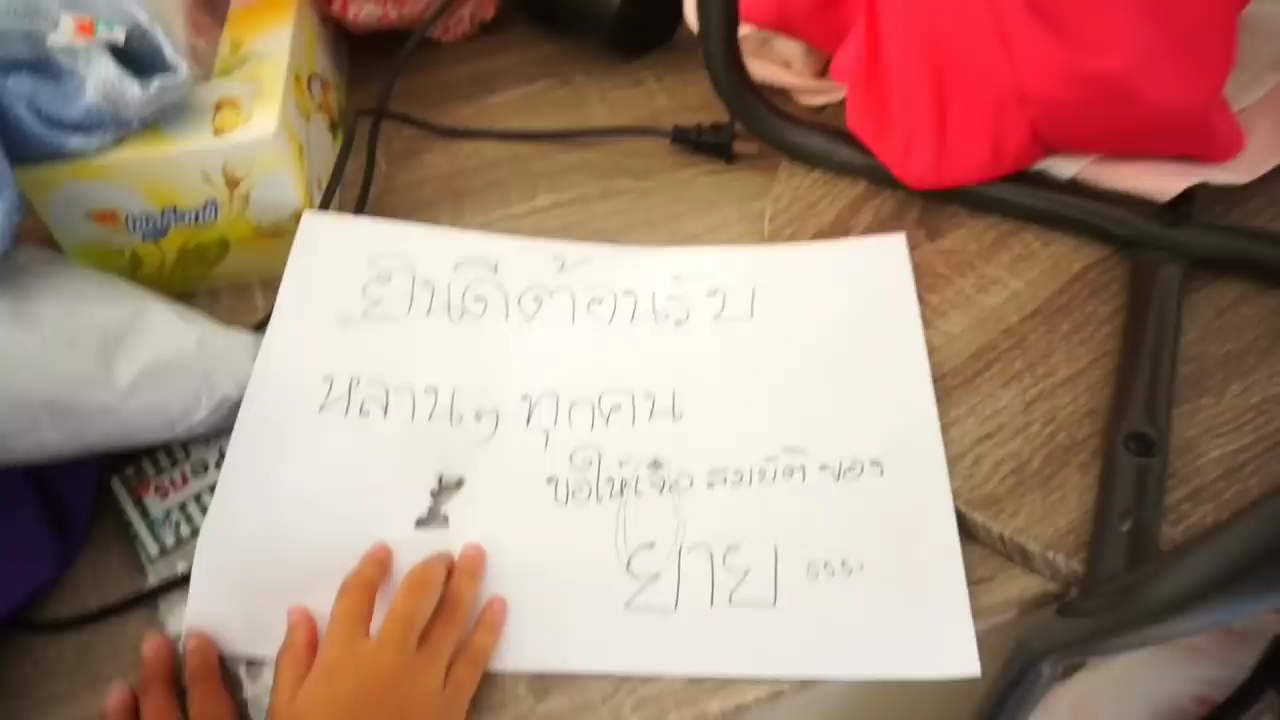 ยินดีต้อนรับ
หลานๆ ทุกคน
ขอให้เจอ สมบัติ ของ
ยาย